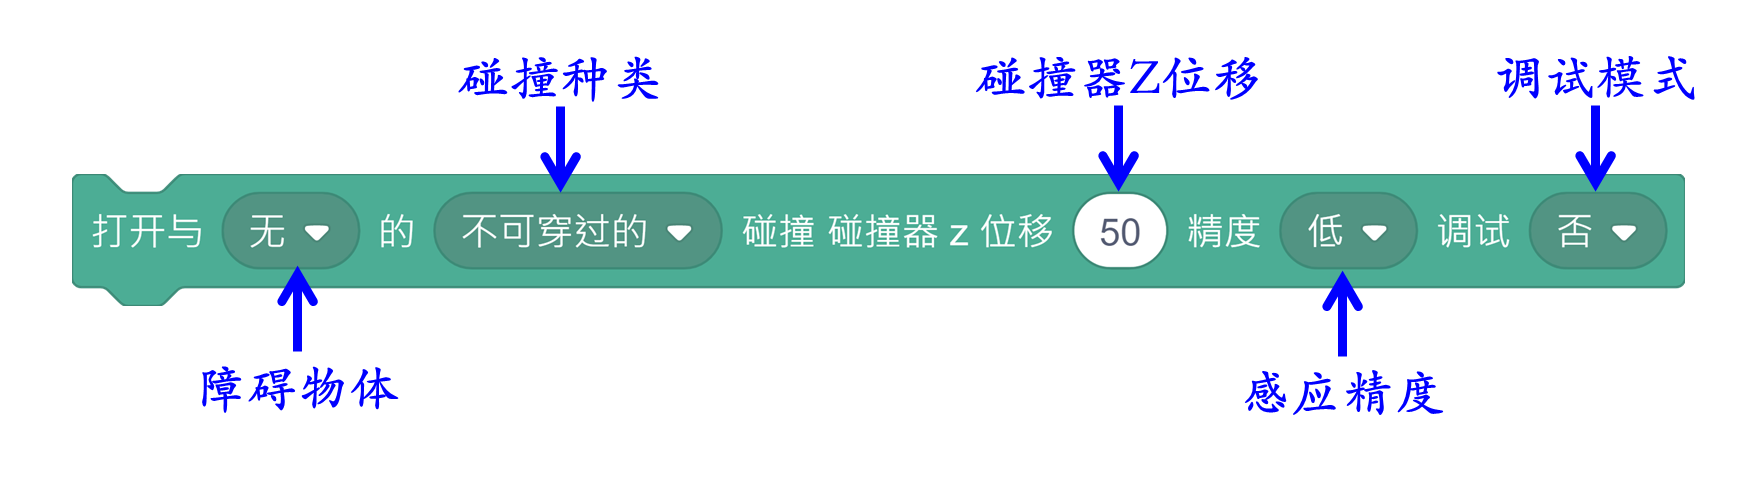 碰撞种类 碰撞器Z位移 调试模式
打开与 无 的 不可穿过的 碰撞 碰撞器 z 位移 50 精度 低 调试 否
障碍物体 感应精度